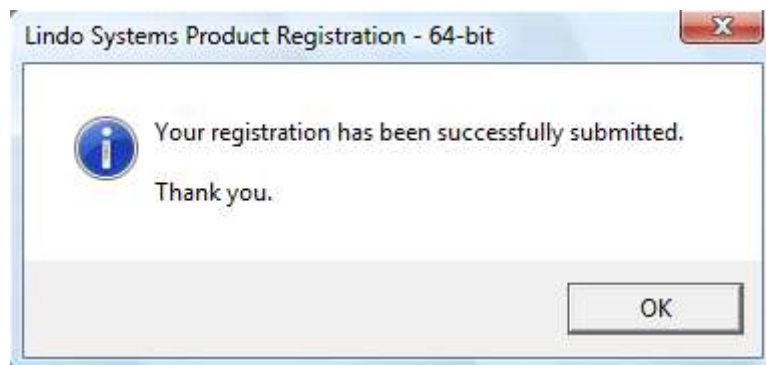 Lindo Systems Product Registration - 64-bit
Your registration has been successfully submitted.
Thank you.
OK